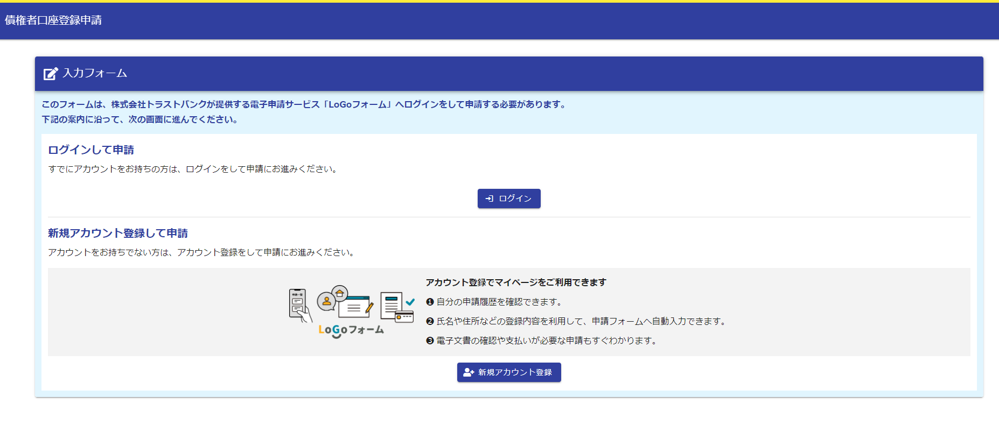 債権者口座登録申請
入力フォーム
このフォームは、株式会社トラストバンクが提供する電子申請サービス「LoGoフォーム」へログインをして申請する必要があります。
下記の案内に沿って、次の画面に進んでください。
ログインして申請
すでにアカウントをお持ちの方は、ログインをして申請にお進みください。
ログイン
新規アカウント登録して申請
アカウントをお持ちでない方は、アカウント登録をして申請にお進みください。
申請一覧
LoGoフォーム
アカウント登録でマイページをご利用できます
❶ 自分の申請履歴を確認できます。
❷ 氏名や住所などの登録内容を利用して、申請フォームへ自動入力できます。
❸ 電子文書の確認や支払いが必要な申請もすぐわかります。
新規アカウント登録